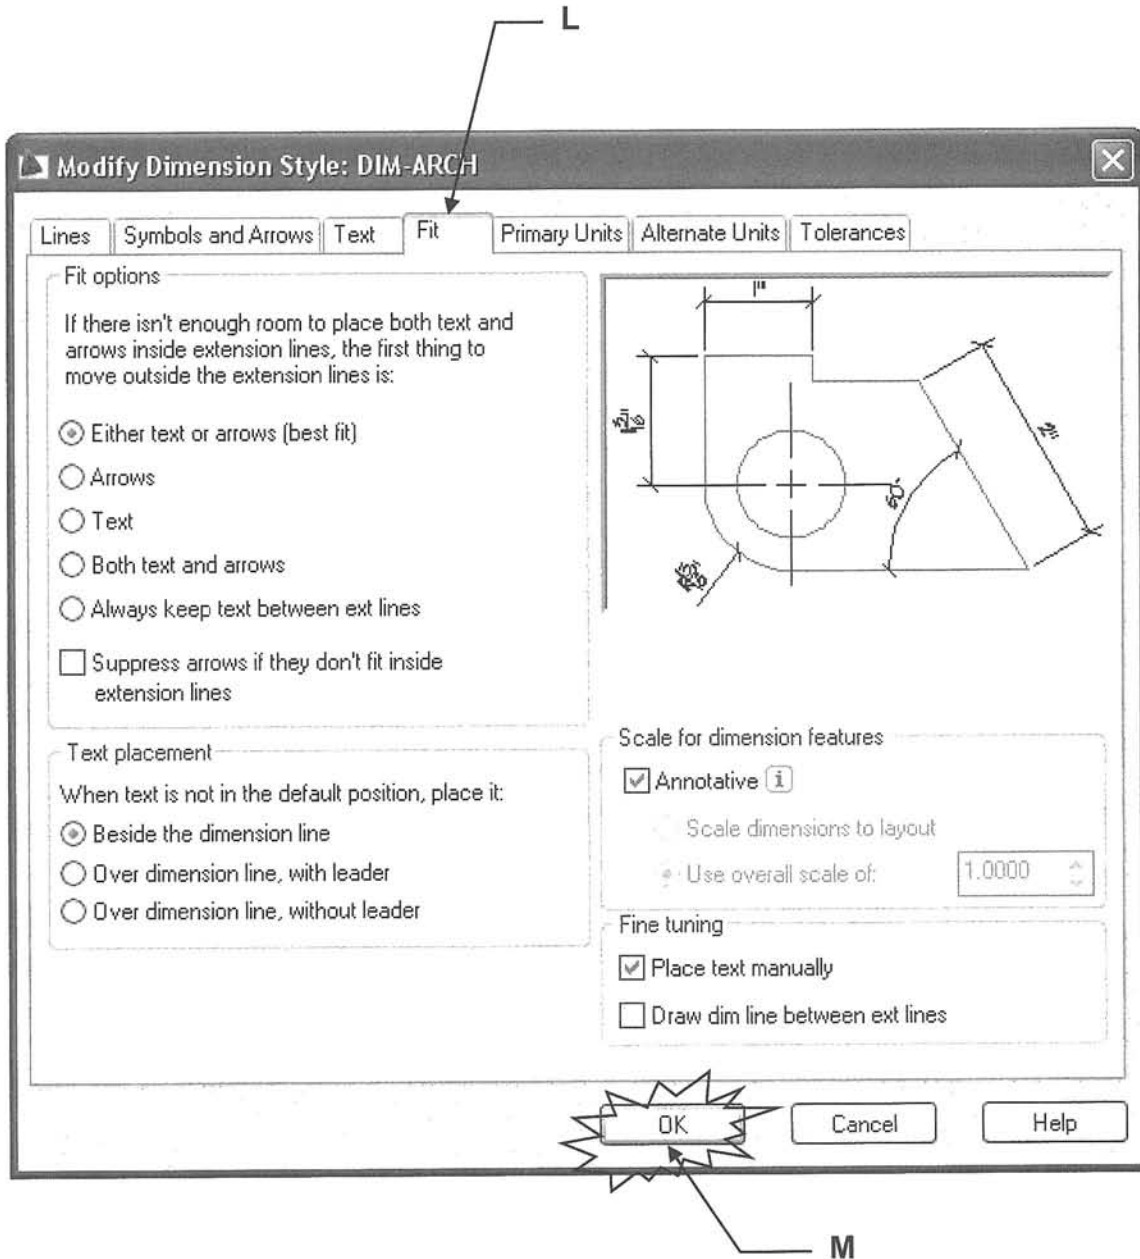 L
Modify Dimension Style: DIM-ARCH
Lines Symbols and Arrows Text Fit Primary Units Alternate Units Tolerances
Fit options
If there isn't enough room to place both text and
arrows inside extension lines, the first thing to
move outside the extension lines is:
Either text or arrows (best fit)
Arrows
Text
Both text and arrows
Always keep text between ext lines
Suppress arrows if they don't fit inside
extension lines
Text placement
When text is not in the default position, place it:
Beside the dimension line
Over dimension line, with leader
Over dimension line, without leader
1"
2"
Scale for dimension features
Annotative i
Scale dimensions to layout
Use overall scale of: 1.0000
Fine tuning
Place text manually
Draw dim line between ext lines
OK Cancel Help
M